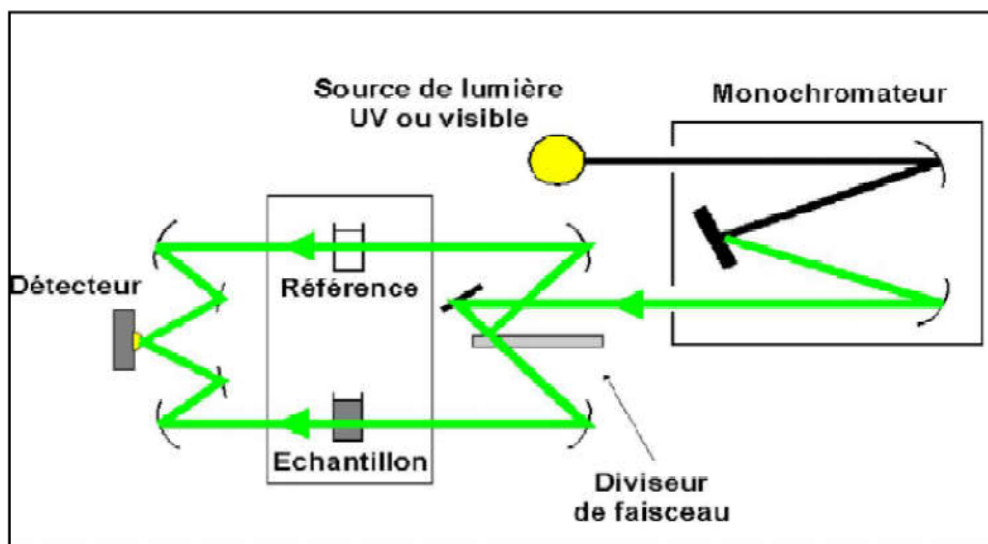 Source de lumière
UV ou visible
Monochromateur
Détecteur
Référence
Echantillon
Diviseur
de faisceau